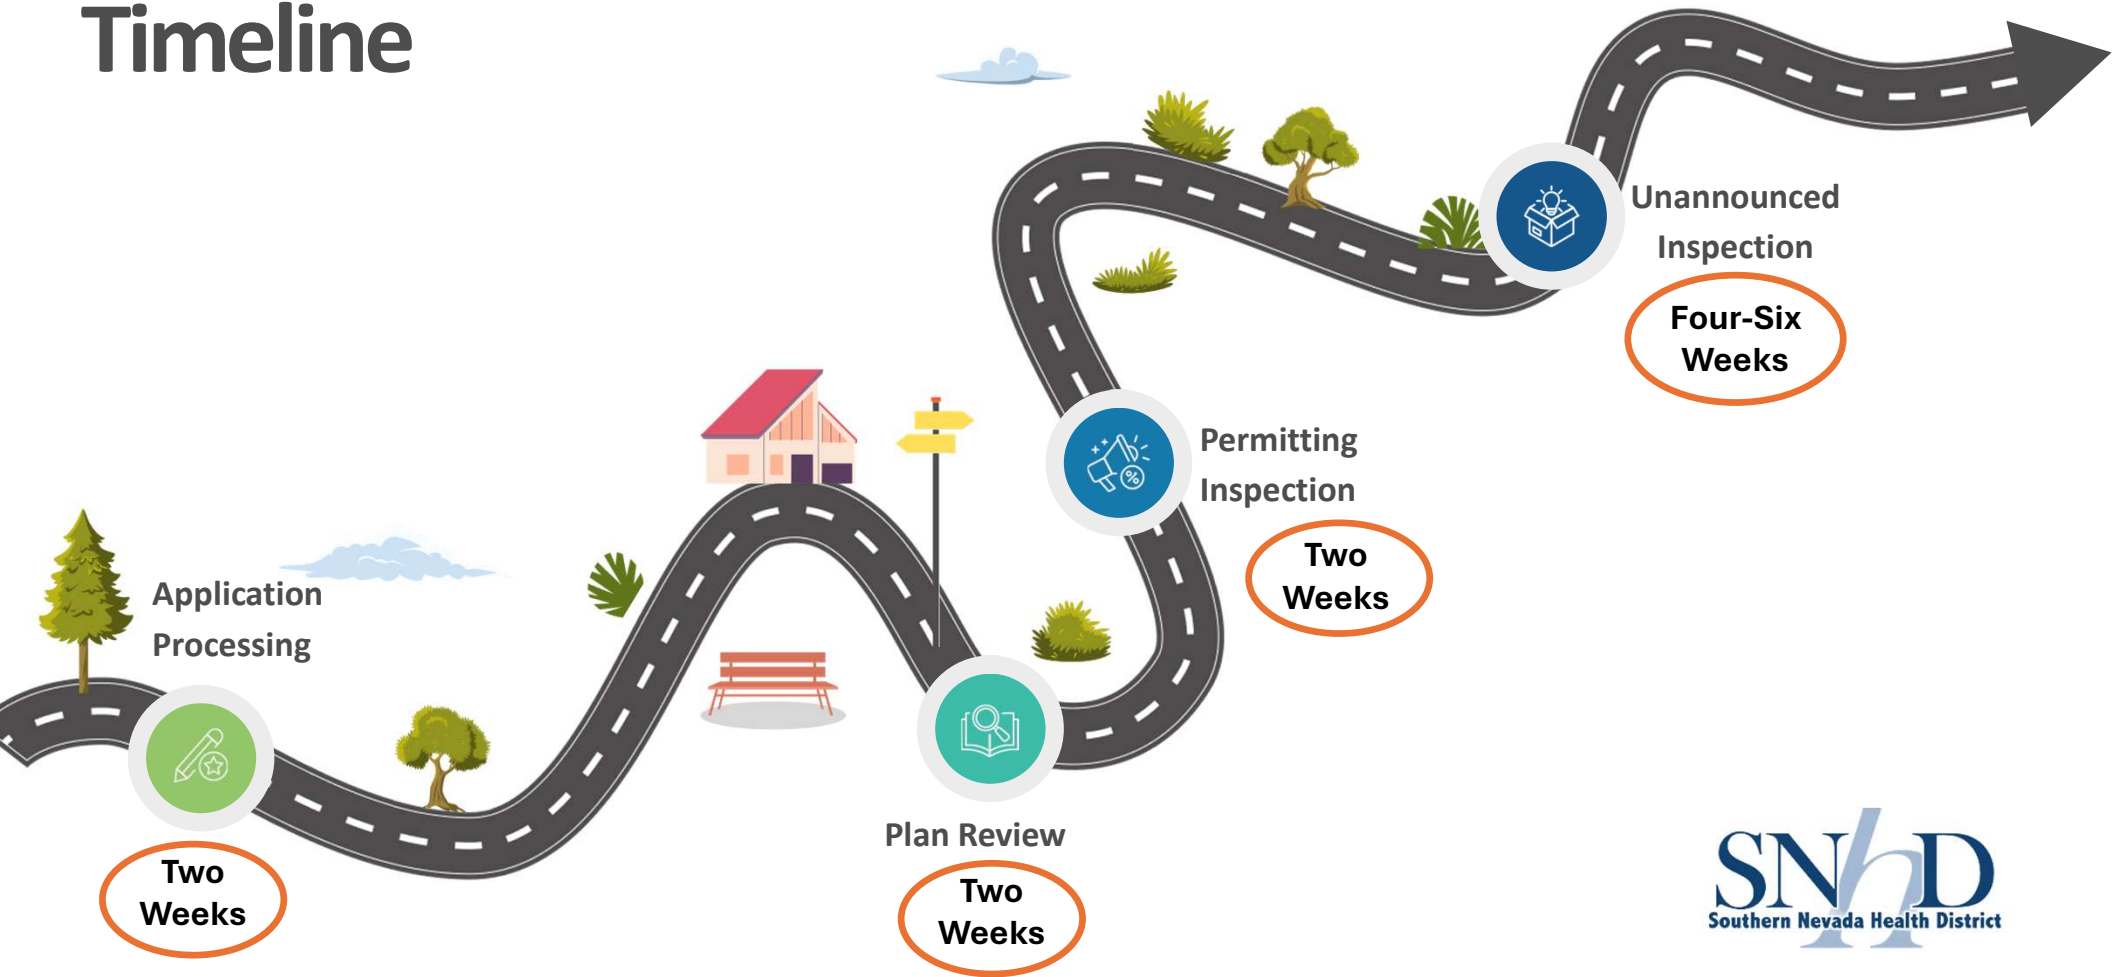 Timeline
Application
Processing
Two
Weeks
Plan Review
Two
Weeks
Permitting
Inspection
Two
Weeks
Unannounced
Inspection
Four-Six
Weeks
SNhD
Southern Nevada Health District